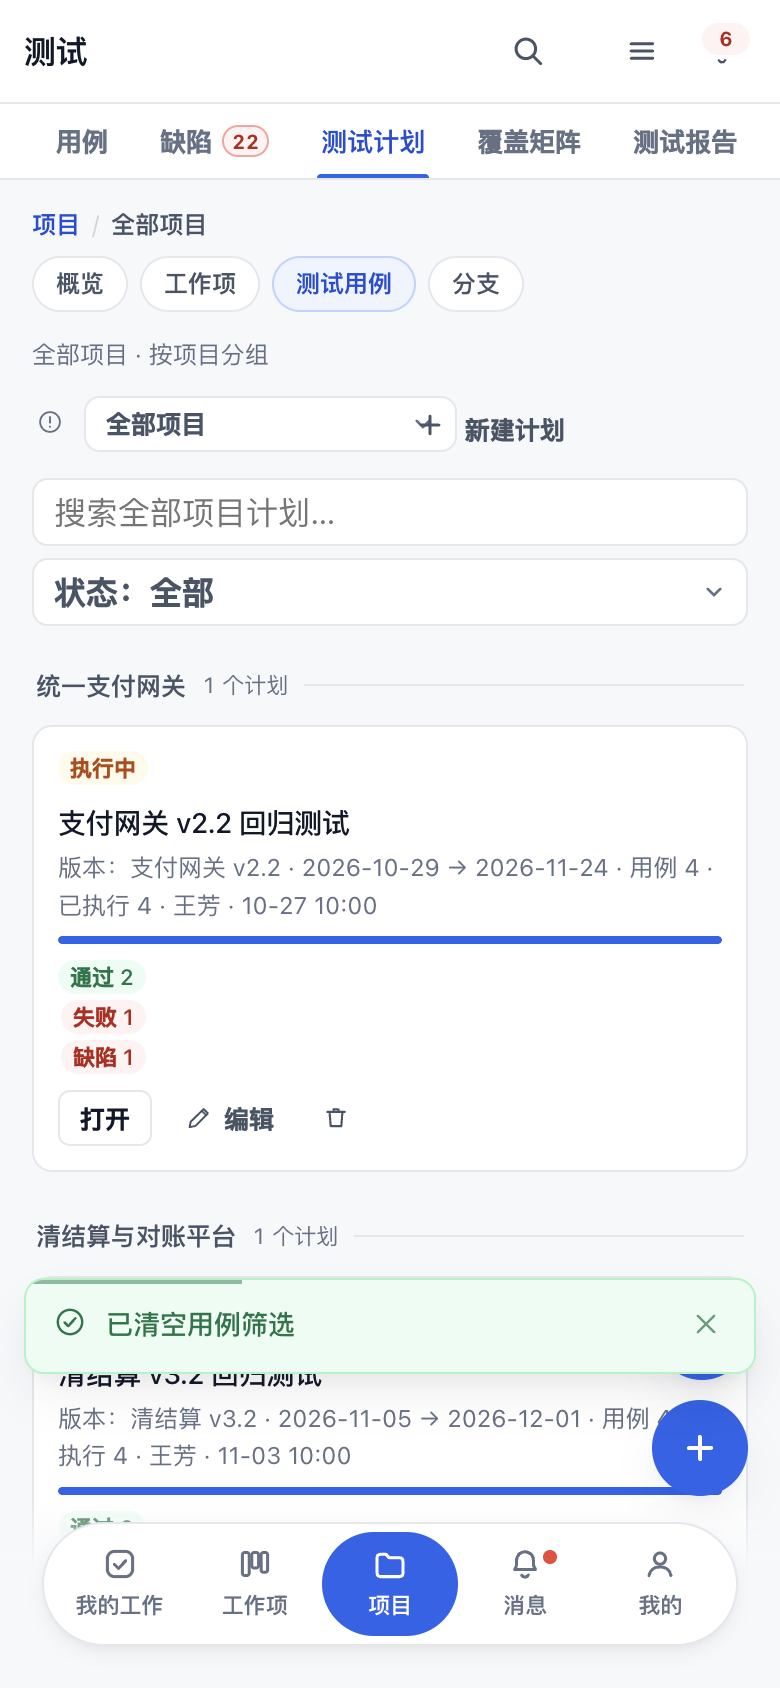 测试
6
用例
缺陷 22
测试计划
覆盖矩阵
测试报告
项目 / 全部项目
概览
工作项
测试用例
分支
全部项目 · 按项目分组
全部项目
新建计划
搜索全部项目计划...
状态：全部
统一支付网关 1 个计划
执行中
支付网关 v2.2 回归测试
版本：支付网关 v2.2 · 2026-10-29 → 2026-11-24 · 用例 4 ·
已执行 4 · 王芳 · 10-27 10:00
通过 2
失败 1
缺陷 1
打开
编辑
清结算与对账平台 1 个计划
已清空用例筛选
清结算 v3.2 回归测试
版本：清结算 v3.2 · 2026-11-05 → 2026-12-01 · 用例
执行 4 · 王芳 · 11-03 10:00
我的工作
工作项
项目
消息
我的